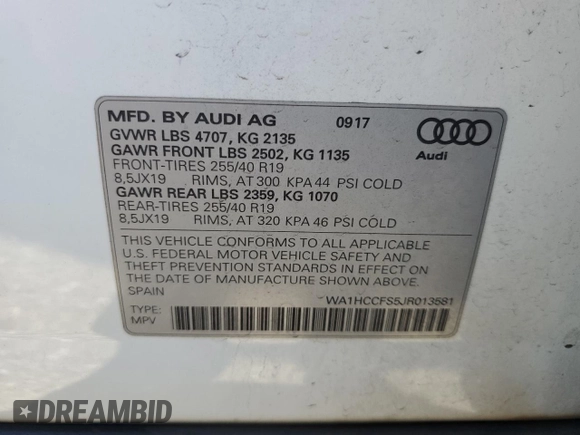 MFD. BY AUDI AG 0917
GVWR LBS 4707, KG 2135
GAWR FRONT LBS 2502, KG 1135
FRONT-TIRES 255/40 R19
8,5JX19 RIMS, AT 300 KPA 44 PSI COLD
GAWR REAR LBS 2359, KG 1070
REAR-TIRES 255/40 R19
8,5JX19 RIMS, AT 320 KPA 46 PSI COLD
Audi
THIS VEHICLE CONFORMS TO ALL APPLICABLE
U.S. FEDERAL MOTOR VEHICLE SAFETY AND
THEFT PREVENTION STANDARDS IN EFFECT ON
THE DATE OF MANUFACTURE SHOWN ABOVE.
SPAIN
WA1HCCFS5JR013581
TYPE:
MPV
DREAMBID